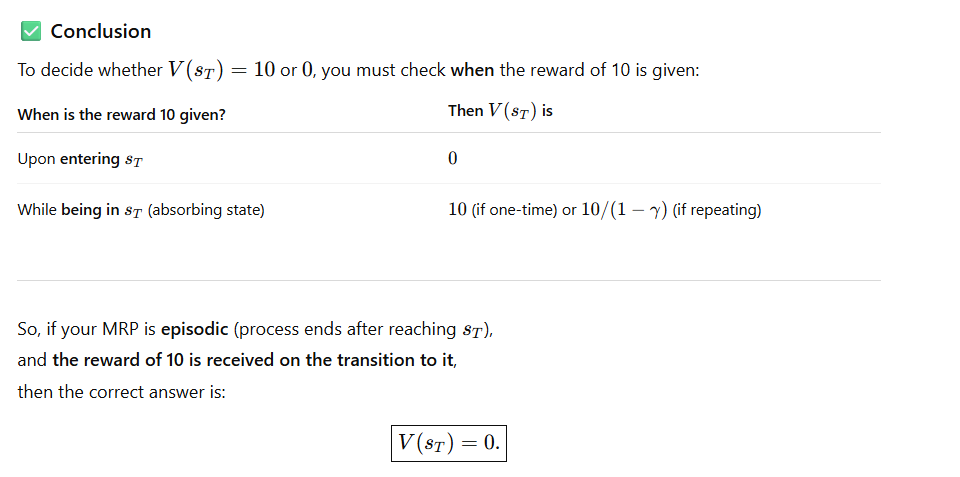 ✅ Conclusion
To decide whether V(s_T) = 10 or 0, you must check when the reward of 10 is given:
When is the reward 10 given? Then V(s_T) is
Upon entering s_T 0
While being in s_T (absorbing state) 10 (if one-time) or 10/(1 − γ) (if repeating)
So, if your MRP is episodic (process ends after reaching s_T),
and the reward of 10 is received on the transition to it,
then the correct answer is:
V(s_T) = 0.